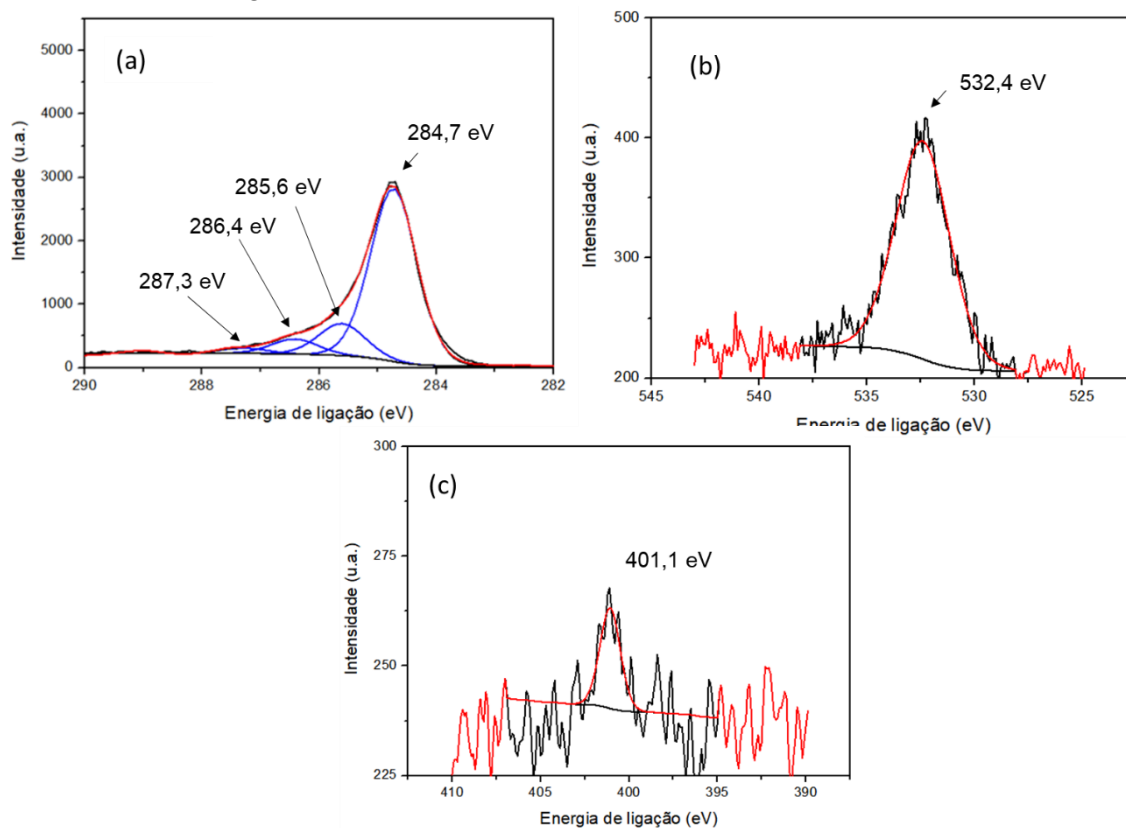 (a)
5000
4000
3000
2000
1000
0
284,7 eV
285,6 eV
286,4 eV
287,3 eV
290
288
286
284
282
Intensidade (u.a.)
Energia de ligação (eV)
(b)
500
400
300
200
532,4 eV
545
540
535
530
525
Intensidade (u.a.)
Energia de ligação (eV)
(c)
300
275
250
225
401,1 eV
410
405
400
395
390
Intensidade (u.a.)
Energia de ligação (eV)